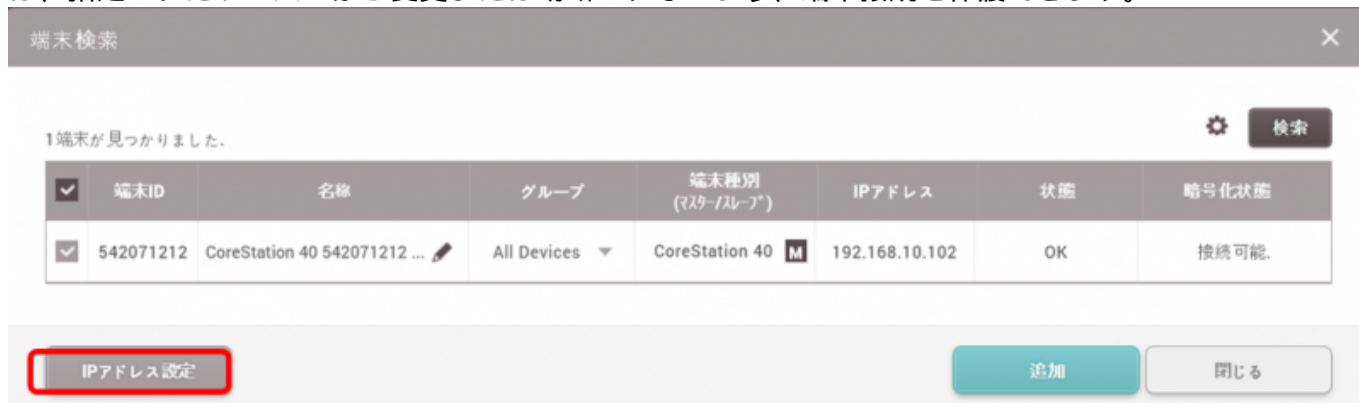 端末検索
1端末が見つかりました.
検索
端末ID 名称 グループ 端末種別 (ﾏｽﾀｰ/ｽﾚｰﾌﾞ) IPアドレス 状態 暗号化状態
542071212 CoreStation 40 542071212 ... All Devices CoreStation 40 M 192.168.10.102 OK 接続可能.
IPアドレス設定 追加 閉じる